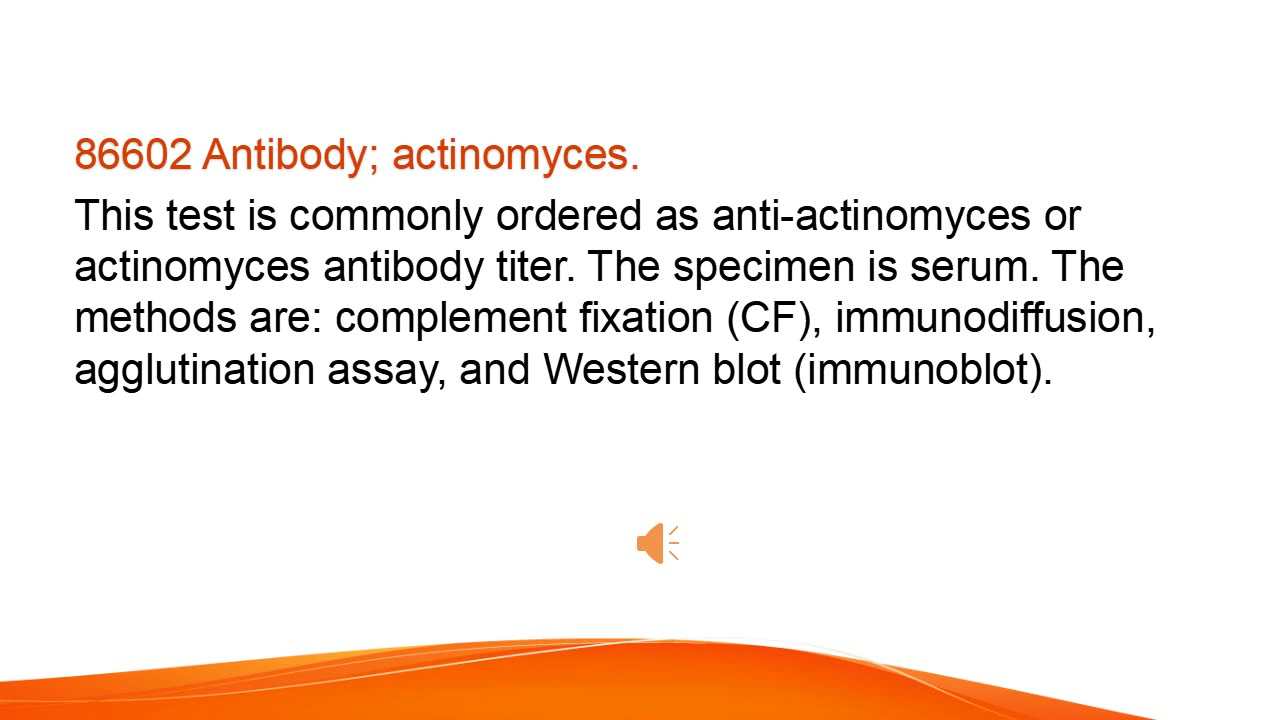 86602 Antibody; actinomyces.
This test is commonly ordered as anti-actinomyces or
actinomyces antibody titer. The specimen is serum. The
methods are: complement fixation (CF), immunodiffusion,
agglutination assay, and Western blot (immunoblot).